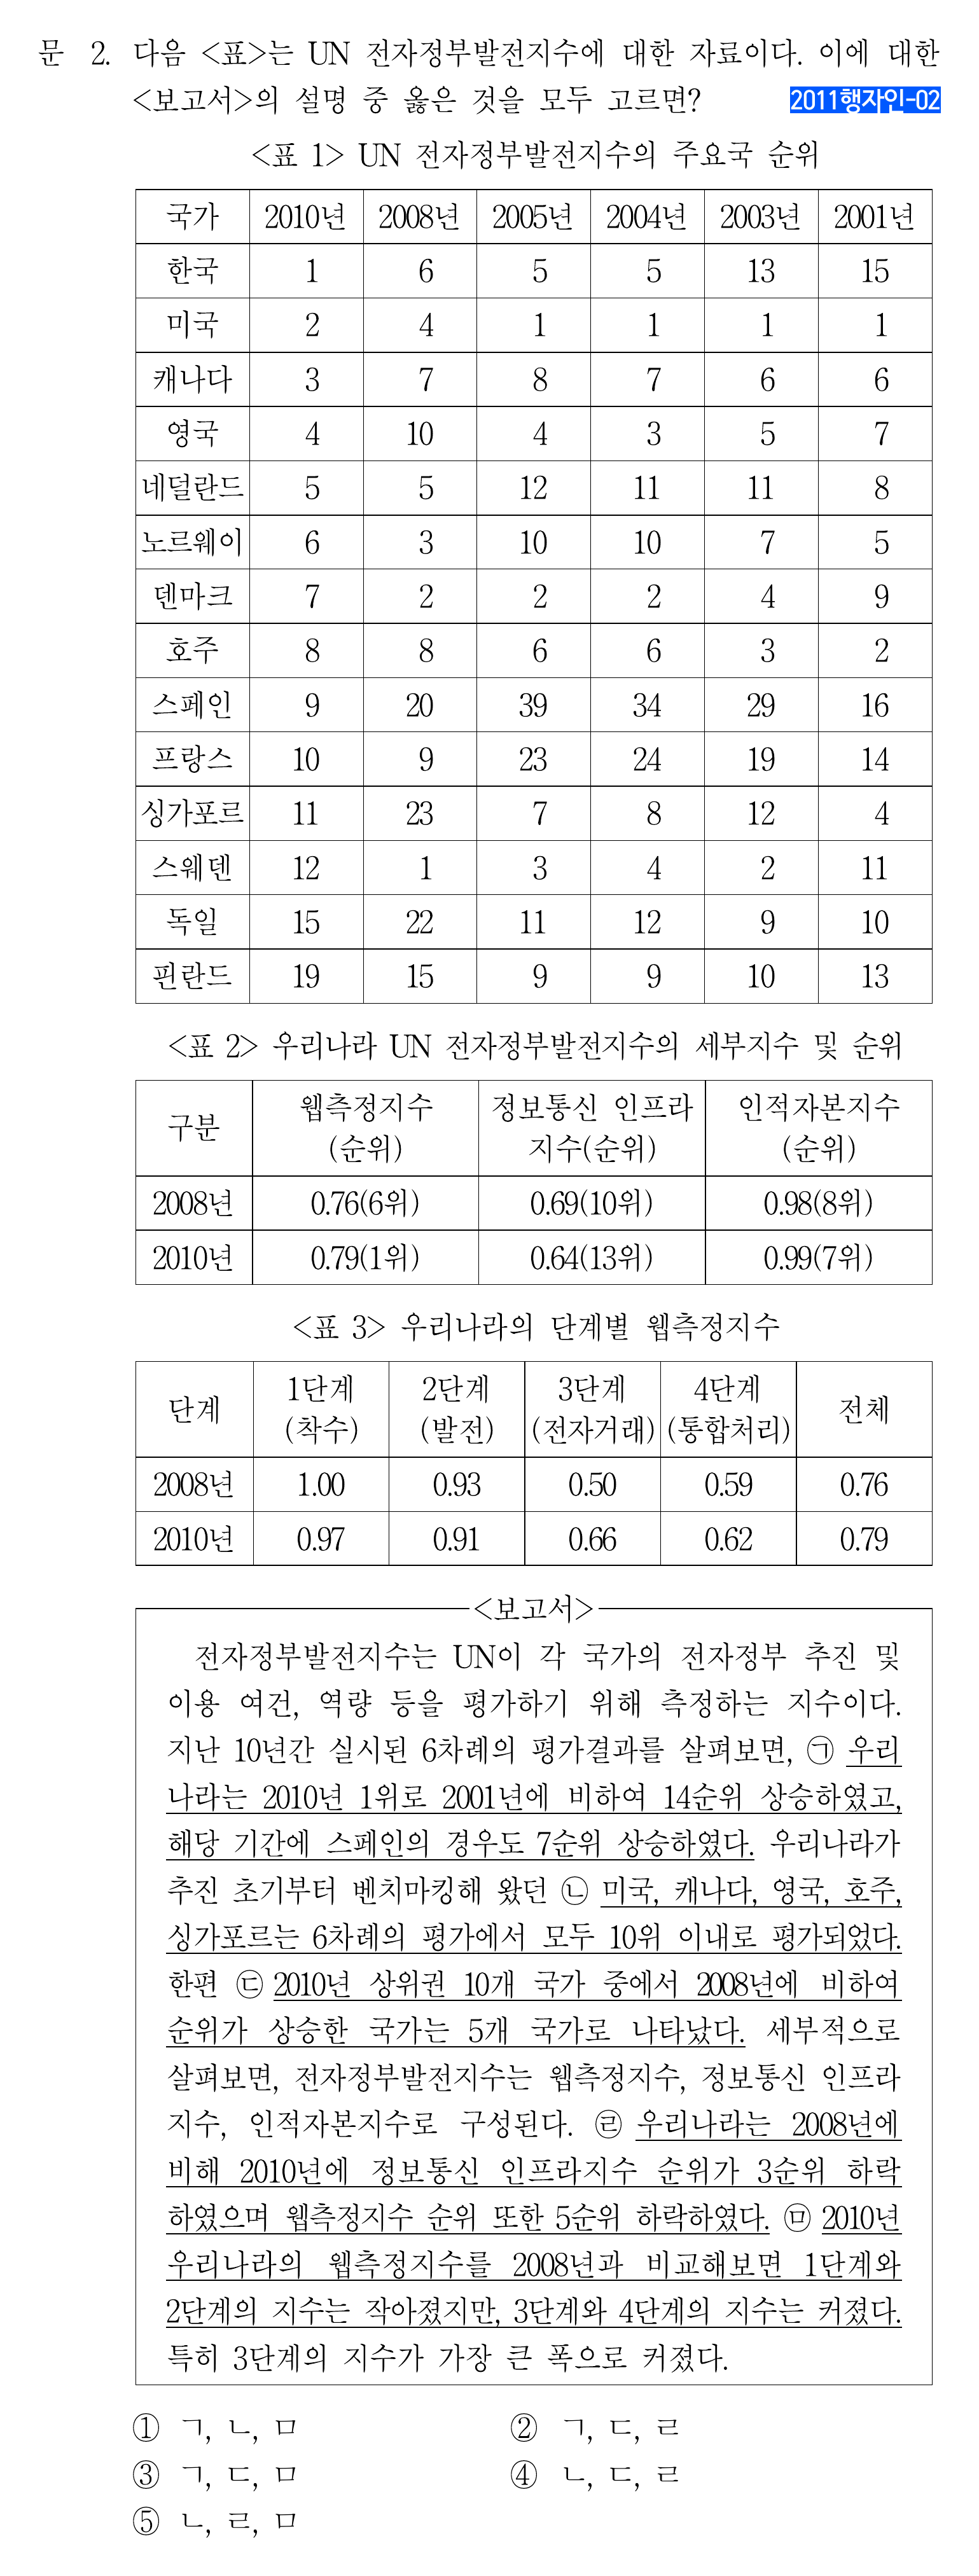 문 2. 다음 <표>는 UN 전자정부발전지수에 대한 자료이다. 이에 대한
<보고서>의 설명 중 옳은 것을 모두 고르면? 2011행자인-02
<표 1> UN 전자정부발전지수의 주요국 순위
국가 2010년 2008년 2005년 2004년 2003년 2001년
한국 1 6 5 5 13 15
미국 2 4 1 1 1 1
캐나다 3 7 8 7 6 6
영국 4 10 4 3 5 7
네덜란드 5 5 12 11 11 8
노르웨이 6 3 10 10 7 5
덴마크 7 2 2 2 4 9
호주 8 8 6 6 3 2
스페인 9 20 39 34 29 16
프랑스 10 9 23 24 19 14
싱가포르 11 23 7 8 12 4
스웨덴 12 1 3 4 2 11
독일 15 22 11 12 9 10
핀란드 19 15 9 9 10 13
<표 2> 우리나라 UN 전자정부발전지수의 세부지수 및 순위
구분 웹측정지수 (순위) 정보통신 인프라 지수(순위) 인적자본지수 (순위)
2008년 0.76(6위) 0.69(10위) 0.98(8위)
2010년 0.79(1위) 0.64(13위) 0.99(7위)
<표 3> 우리나라의 단계별 웹측정지수
단계 1단계 (착수) 2단계 (발전) 3단계 (전자거래) 4단계 (통합처리) 전체
2008년 1.00 0.93 0.50 0.59 0.76
2010년 0.97 0.91 0.66 0.62 0.79
<보고서>
전자정부발전지수는 UN이 각 국가의 전자정부 추진 및
이용 여건, 역량 등을 평가하기 위해 측정하는 지수이다.
지난 10년간 실시된 6차례의 평가결과를 살펴보면, ㉠ 우리
나라는 2010년 1위로 2001년에 비하여 14순위 상승하였고,
해당 기간에 스페인의 경우도 7순위 상승하였다. 우리나라가
추진 초기부터 벤치마킹해 왔던 ㉡ 미국, 캐나다, 영국, 호주,
싱가포르는 6차례의 평가에서 모두 10위 이내로 평가되었다.
한편 ㉢ 2010년 상위권 10개 국가 중에서 2008년에 비하여
순위가 상승한 국가는 5개 국가로 나타났다. 세부적으로
살펴보면, 전자정부발전지수는 웹측정지수, 정보통신 인프라
지수, 인적자본지수로 구성된다. ㉣ 우리나라는 2008년에
비해 2010년에 정보통신 인프라지수 순위가 3순위 하락
하였으며 웹측정지수 순위 또한 5순위 하락하였다. ㉤ 2010년
우리나라의 웹측정지수를 2008년과 비교해보면 1단계와
2단계의 지수는 작아졌지만, 3단계와 4단계의 지수는 커졌다.
특히 3단계의 지수가 가장 큰 폭으로 커졌다.
① ㄱ, ㄴ, ㅁ ② ㄱ, ㄷ, ㄹ
③ ㄱ, ㄷ, ㅁ ④ ㄴ, ㄷ, ㄹ
⑤ ㄴ, ㄹ, ㅁ